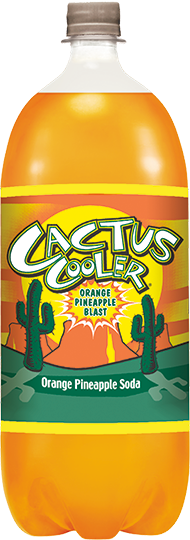 CACTUS
COOLER
ORANGE
PINEAPPLE
BLAST
Orange Pineapple Soda